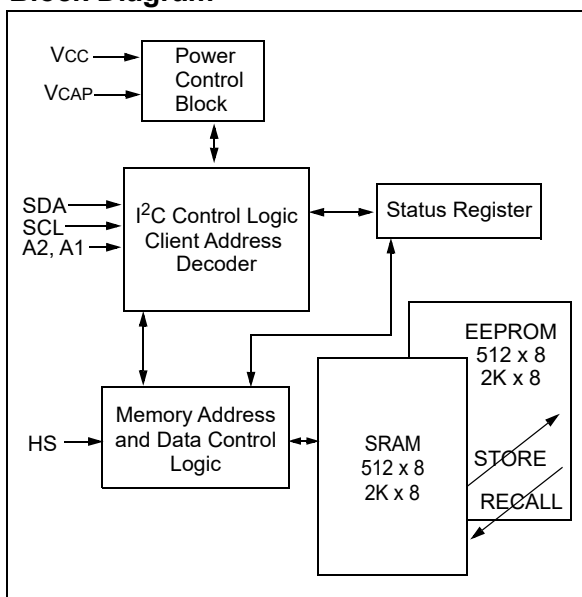 Block Diagram
VCC
VCAP
Power
Control
Block
SDA
SCL
A2, A1
I²C Control Logic
Client Address
Decoder
Status Register
HS
Memory Address
and Data Control
Logic
EEPROM
512 x 8
2K x 8
SRAM
512 x 8
2K x 8
STORE
RECALL